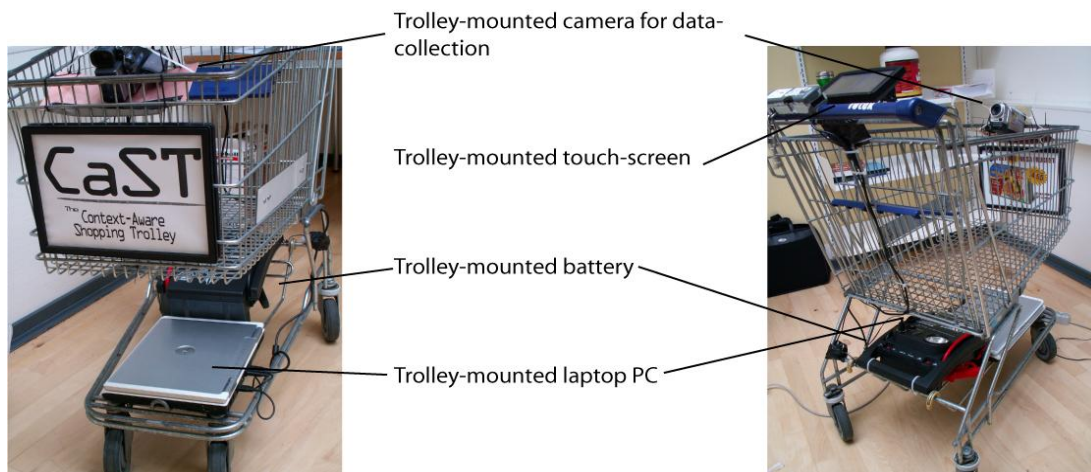 Trolley-mounted camera for data-
collection
Trolley-mounted touch-screen
Trolley-mounted battery
Trolley-mounted laptop PC
CaST
The
Context-Aware
Shopping Trolley